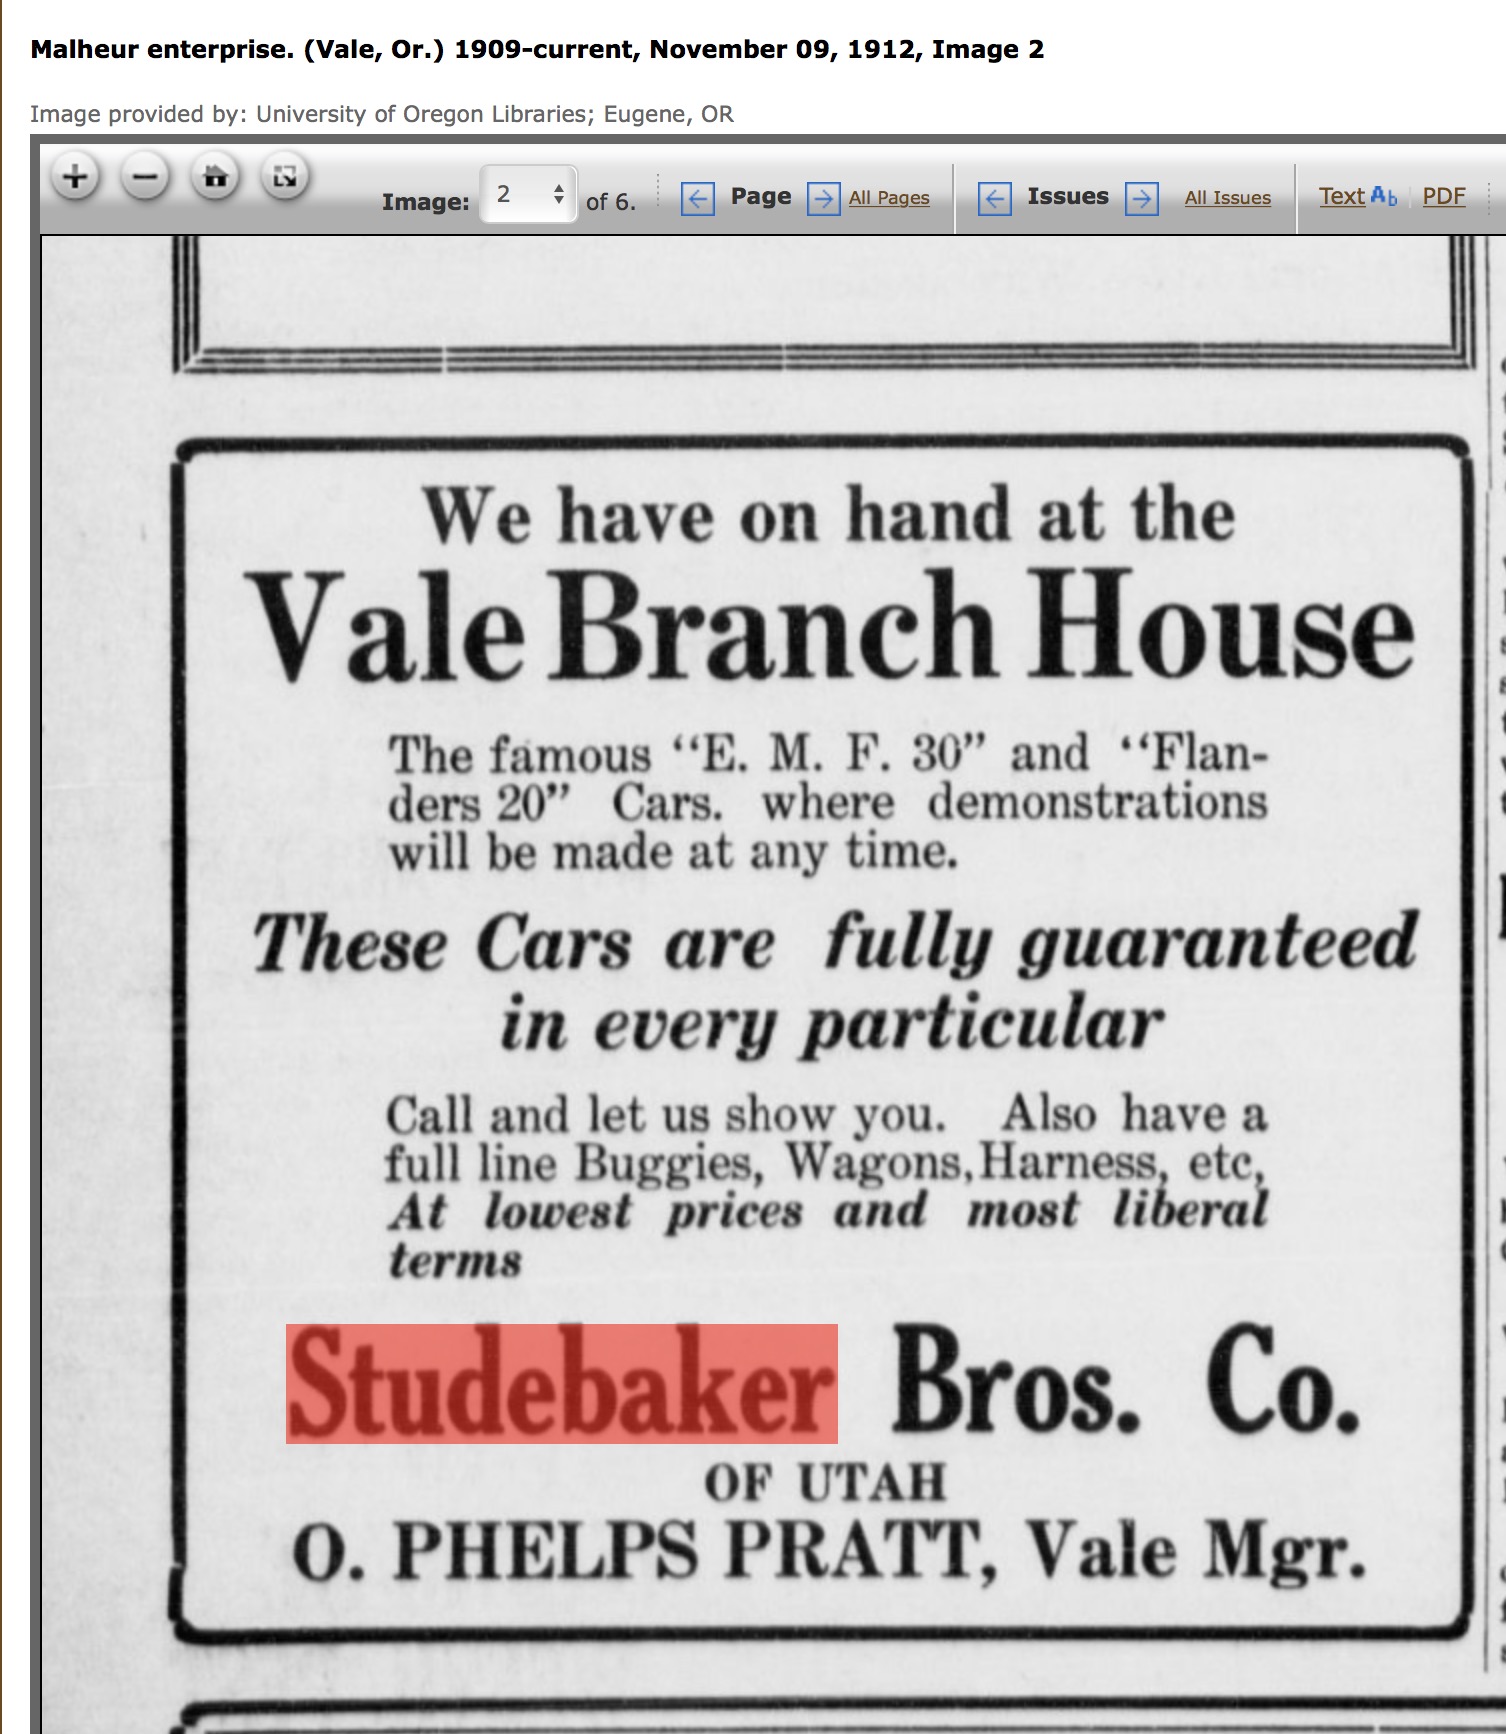 Malheur enterprise. (Vale, Or.) 1909-current, November 09, 1912, Image 2
Image provided by: University of Oregon Libraries; Eugene, OR
Image: 2 of 6. Page All Pages Issues All Issues Text Ab PDF
We have on hand at the
Vale Branch House
The famous “E. M. F. 30” and “Flan-
ders 20” Cars. where demonstrations
will be made at any time.
These Cars are fully guaranteed
in every particular
Call and let us show you. Also have a
full line Buggies, Wagons, Harness, etc,
At lowest prices and most liberal
terms
Studebaker Bros. Co.
OF UTAH
O. PHELPS PRATT, Vale Mgr.